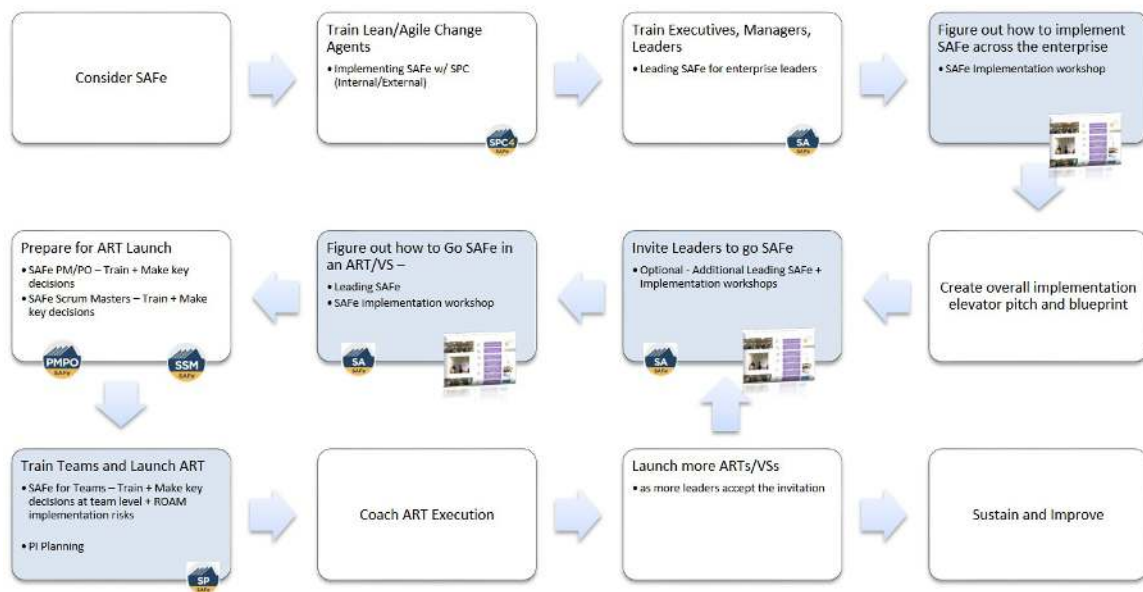 Consider SAFe
Train Lean/Agile Change
Agents
• Implementing SAFe w/ SPC
(Internal/External)
SPC4
SAFe
Train Executives, Managers,
Leaders
• Leading SAFe for enterprise leaders
SA
SAFe
Figure out how to implement
SAFe across the enterprise
• SAFe Implementation workshop
Create overall implementation
elevator pitch and blueprint
Invite Leaders to go SAFe
• Optional - Additional Leading SAFe +
Implementation workshops
SA
SAFe
Figure out how to Go SAFe in
an ART/VS –
• Leading SAFe
• SAFe Implementation workshop
SA
SAFe
Prepare for ART Launch
• SAFe PM/PO – Train + Make key
decisions
• SAFe Scrum Masters – Train + Make
key decisions
PMPO
SAFe
SSM
SAFe
Train Teams and Launch ART
• SAFe for Teams – Train + Make key
decisions at team level + ROAM
implementation risks
• PI Planning
SP
SAFe
Coach ART Execution
Launch more ARTs/VSs
• as more leaders accept the invitation
Sustain and Improve